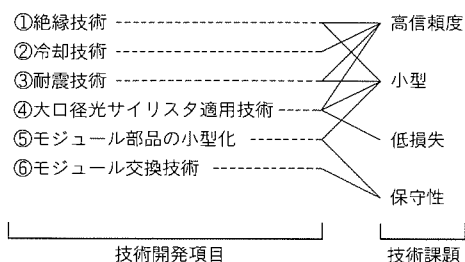 ①絶縁技術
高信頼度
②冷却技術
③耐震技術
小型
④大口径光サイリスタ適用技術
⑤モジュール部品の小型化
低損失
⑥モジュール交換技術
保守性
技術開発項目
技術課題